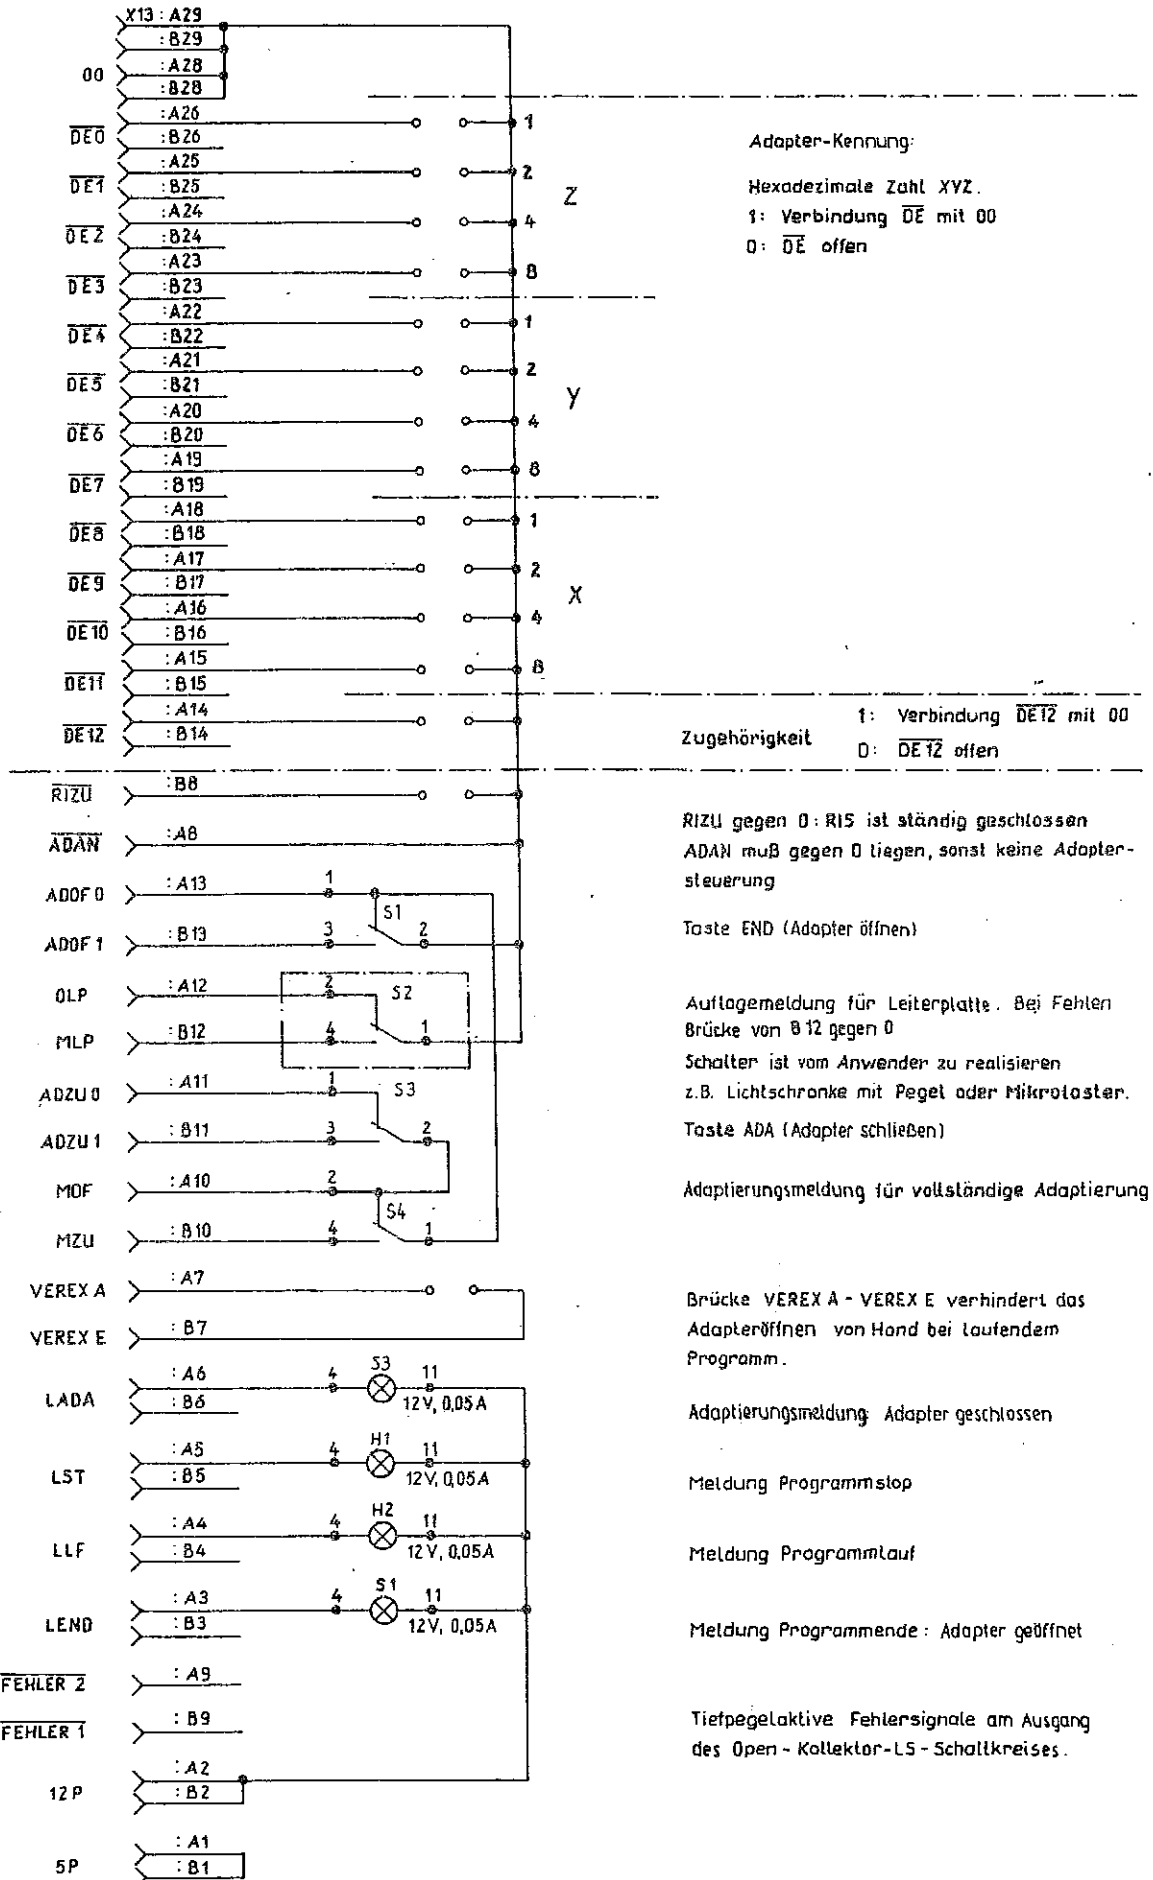 X13 : A29
: B29
00
: A28
: B28
: A26
1
DE0
: B26
: A25
2
DE1
: B25
Z
: A24
4
DE2
: B24
: A23
8
DE3
: B23
Adapter-Kennung:
Hexadezimale Zahl XYZ.
1: Verbindung DE mit 00
0: DE offen
: A22
1
DE4
: B22
: A21
2
DE5
: B21
Y
: A20
4
DE6
: B20
: A19
8
DE7
: B19
: A18
1
DE8
: B18
: A17
2
DE9
: B17
X
: A16
4
DE10
: B16
: A15
8
DE11
: B15
: A14
DE12
: B14
Zugehörigkeit
1: Verbindung DE12 mit 00
0: DE12 offen
RIZU
: B8
ADAN
: A8
RIZU gegen 0: RIS ist ständig geschlossen
ADAN muß gegen 0 liegen, sonst keine Adapter-
steuerung
ADOF 0
: A13
1
S1
ADOF 1
: B13
3
2
Taste END (Adapter öffnen)
OLP
: A12
2
S2
MLP
: B12
4
1
Auflagemeldung für Leiterplatte. Bei Fehlen
Brücke von B12 gegen 0
Schalter ist vom Anwender zu realisieren
z.B. Lichtschranke mit Pegel oder Mikrotaster.
ADZU 0
: A11
1
S3
ADZU 1
: B11
3
2
Taste ADA (Adapter schließen)
MOF
: A10
2
S4
MZU
: B10
4
1
Adaptierungsmeldung für vollständige Adaptierung
VEREX A
: A7
VEREX E
: B7
Brücke VEREX A - VEREX E verhindert das
Adapteröffnen von Hand bei laufendem
Programm.
LADA
: A6
4
S3
11
12V, 0,05A
: B6
Adaptierungsmeldung: Adapter geschlossen
LST
: A5
4
H1
11
12V, 0,05A
: B5
Meldung Programmstop
LLF
: A4
4
H2
11
12V, 0,05A
: B4
Meldung Programmlauf
LEND
: A3
4
S1
11
12V, 0,05A
: B3
Meldung Programmende: Adapter geöffnet
FEHLER 2
: A9
FEHLER 1
: B9
Tiefpegelaktive Fehlersignale am Ausgang
des Open-Kollektor-LS-Schaltkreises.
12P
: A2
: B2
5P
: A1
: B1